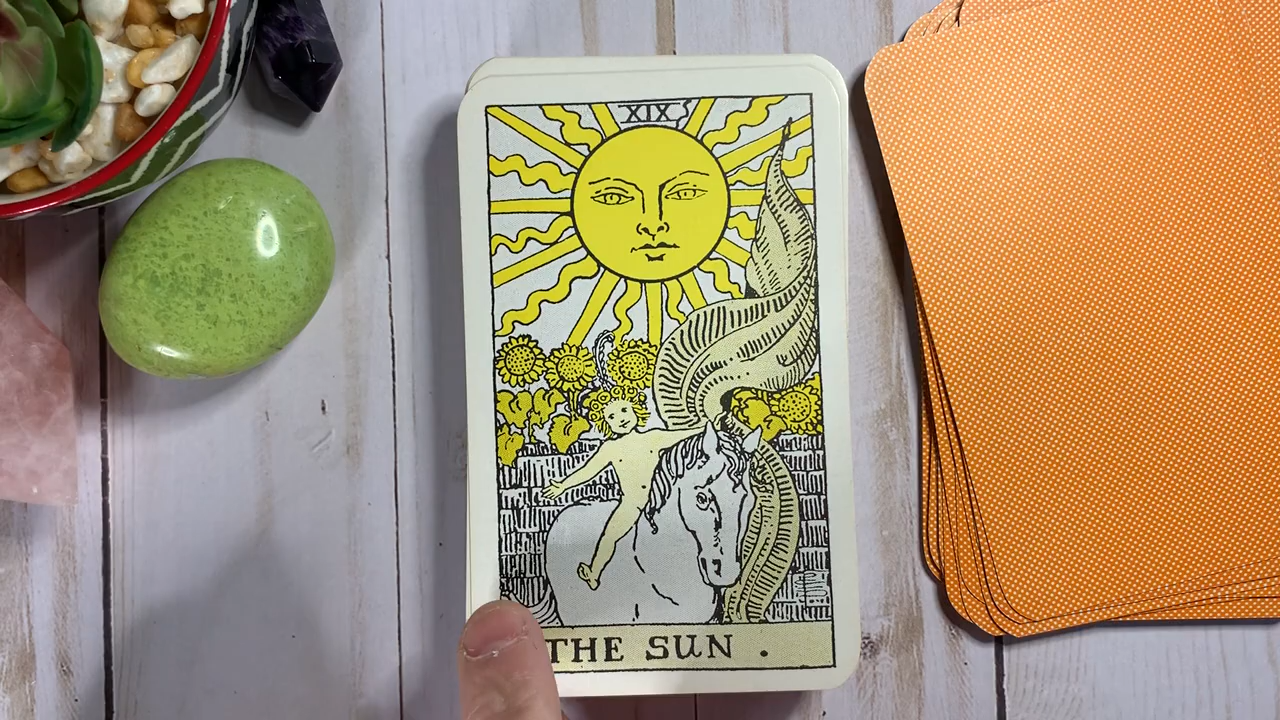 XIX
THE SUN .